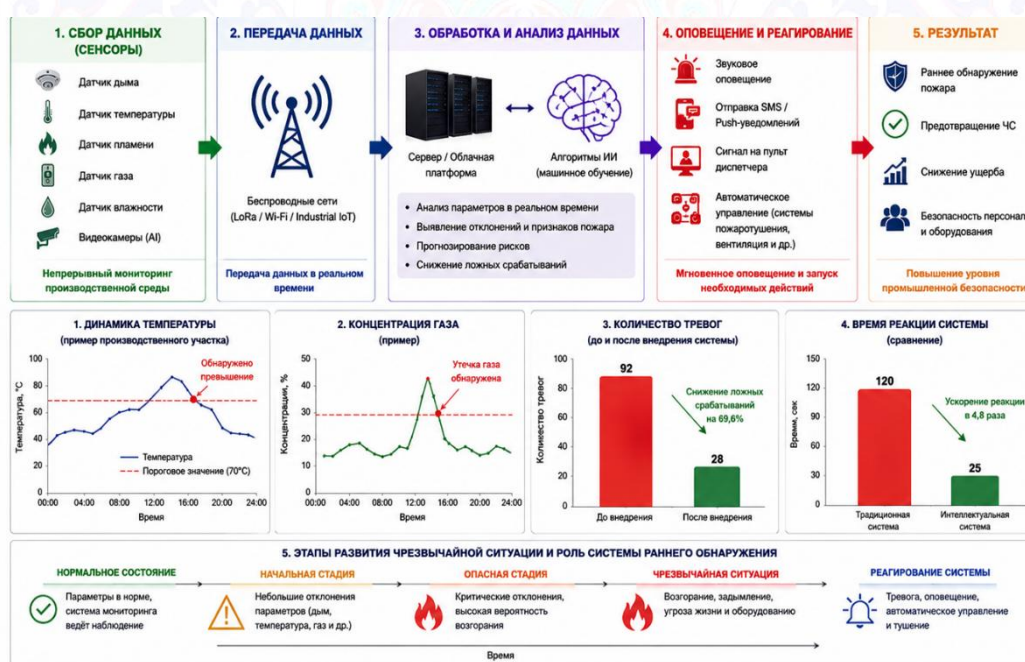 1. СБОР ДАННЫХ
(СЕНСОРЫ)
Датчик дыма
Датчик температуры
Датчик пламени
Датчик газа
Датчик влажности
Видеокамеры (AI)
Непрерывный мониторинг
производственной среды
2. ПЕРЕДАЧА ДАННЫХ
Беспроводные сети
(LoRa / Wi-Fi / Industrial IoT)
Передача данных в реальном
времени
3. ОБРАБОТКА И АНАЛИЗ ДАННЫХ
Сервер / Облачная
платформа
Алгоритмы ИИ
(машинное обучение)
• Анализ параметров в реальном времени
• Выявление отклонений и признаков пожара
• Прогнозирование рисков
• Снижение ложных срабатываний
4. ОПОВЕЩЕНИЕ И РЕАГИРОВАНИЕ
Звуковое
оповещение
Отправка SMS /
Push-уведомлений
Сигнал на пульт
диспетчера
Автоматическое
управление (системы
пожаротушения,
вентиляция и др.)
Мгновенное оповещение и запуск
необходимых действий
5. РЕЗУЛЬТАТ
Раннее обнаружение
пожара
Предотвращение ЧС
Снижение ущерба
Безопасность персонал
и оборудования
Повышение уровня
промышленной безопасности
1. ДИНАМИКА ТЕМПЕРАТУРЫ
(пример производственного участка)
Температура, °C
100
80
60
40
20
0
Обнаружено
превышение
Температура
Пороговое значение (70°C)
00:00 04:00 08:00 12:00 16:00 20:00 24:00
Время
2. КОНЦЕНТРАЦИЯ ГАЗА
(пример)
Концентрации, %
50
40
30
20
10
0
Утечка газа
обнаружена
00:00 04:00 08:00 12:00 16:00 20:00 24:00
Время
3. КОЛИЧЕСТВО ТРЕВОГ
(до и после внедрения системы)
Количество тревог
100
80
60
40
20
0
92
28
Снижение ложных
срабатываний
на 69,6%
До внедрения
После внедрения
4. ВРЕМЯ РЕАКЦИИ СИСТЕМЫ
(сравнение)
Время, сек
150
120
90
60
30
0
120
25
Ускорение реакции
в 4,8 раза
Традиционная
система
Интеллектуальная
система
5. ЭТАПЫ РАЗВИТИЯ ЧРЕЗВЫЧАЙНОЙ СИТУАЦИИ И РОЛЬ СИСТЕМЫ РАННЕГО ОБНАРУЖЕНИЯ
НОРМАЛЬНОЕ СОСТОЯНИЕ
Параметры в норме,
система мониторинга
ведёт наблюдение
НАЧАЛЬНАЯ СТАДИЯ
Небольшие отклонения
параметров (дым,
температура, газ и др.)
ОПАСНАЯ СТАДИЯ
Критические отклонения,
высокая вероятность
возгорания
ЧРЕЗВЫЧАЙНАЯ СИТУАЦИЯ
Возгорание, задымление,
угроза жизни и оборудованию
РЕАГИРОВАНИЕ СИСТЕМЫ
Тревога, оповещение,
автоматическое управление
и тушение
Время